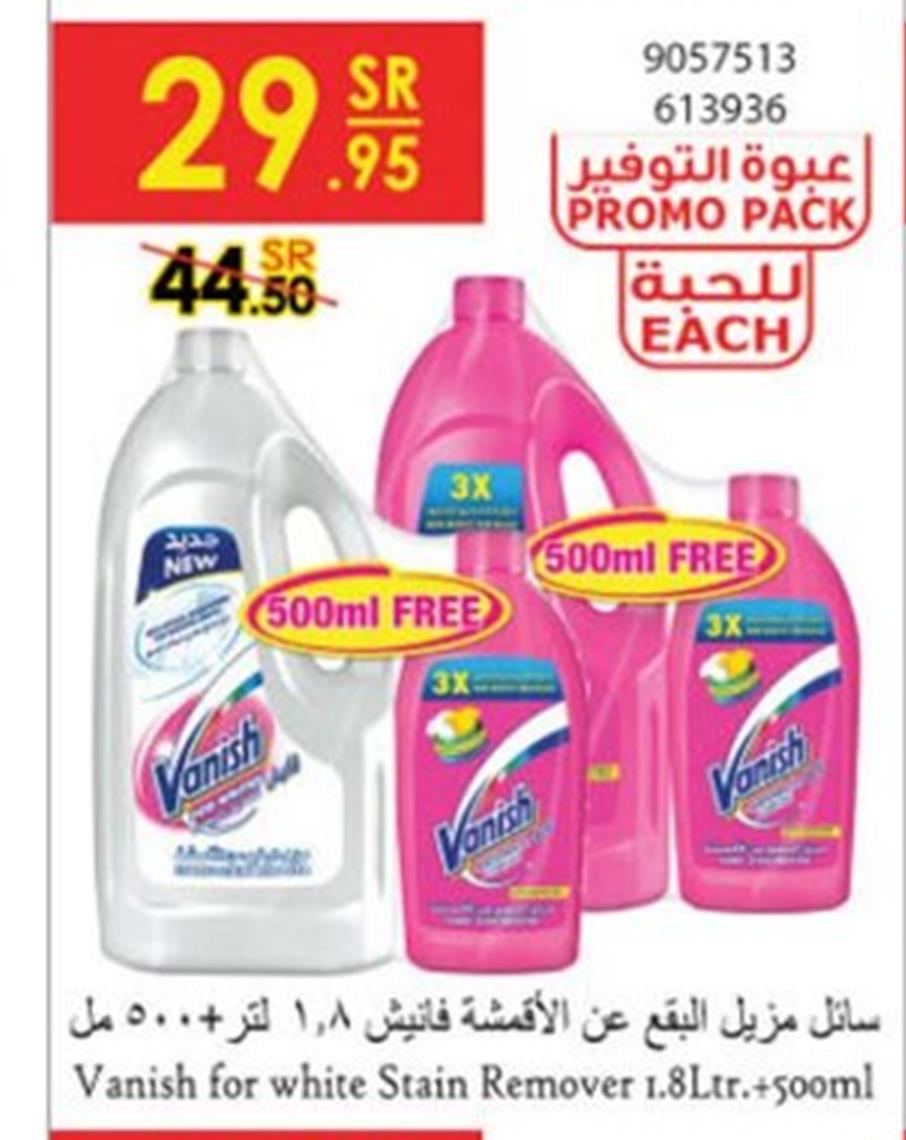 29.95 SR
9057513
613936
عبوة التوفير
PROMO PACK
للحبة
EACH
44.50 SR
3X
جديد
NEW
500ml FREE
500ml FREE
3X
3X
Vanish
Vanish
Vanish
سائل مزيل البقع عن الأقمشة فانيش ١,٨ لتر+٥٠٠ مل
Vanish for white Stain Remover 1.8Ltr.+500ml